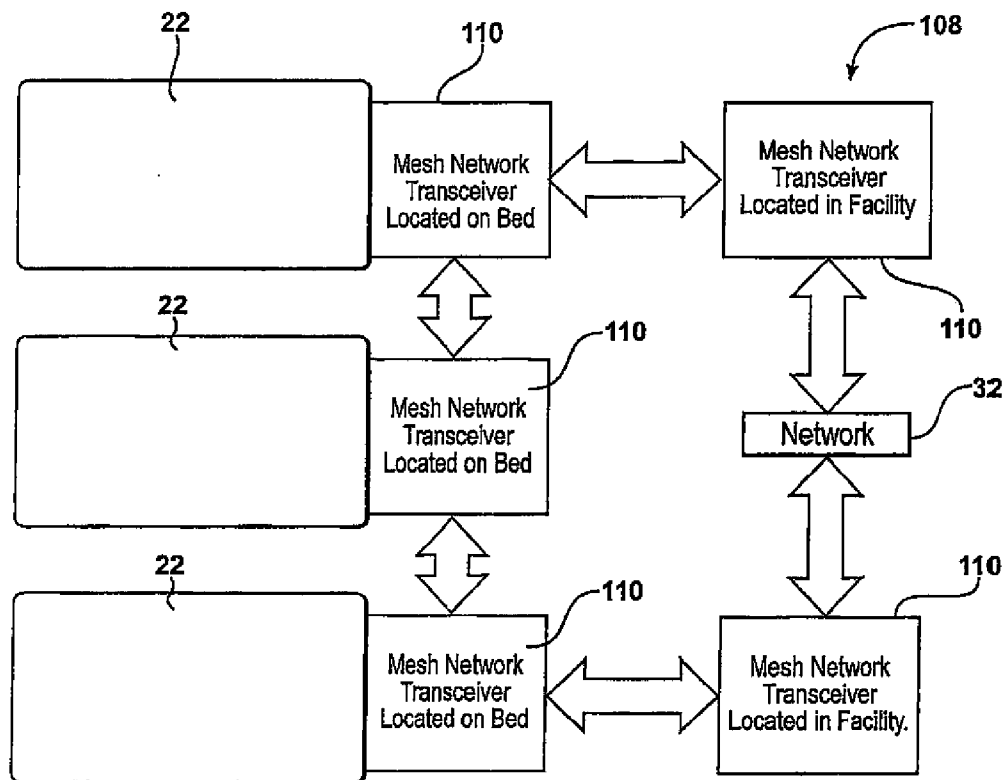 22
110
108
Mesh Network
Transceiver
Located on Bed
Mesh Network
Transceiver
Located in Facility
110
22
110
Mesh Network
Transceiver
Located on Bed
32
Network
22
110
110
Mesh Network
Transceiver
Located on Bed
Mesh Network
Transceiver
Located in Facility.